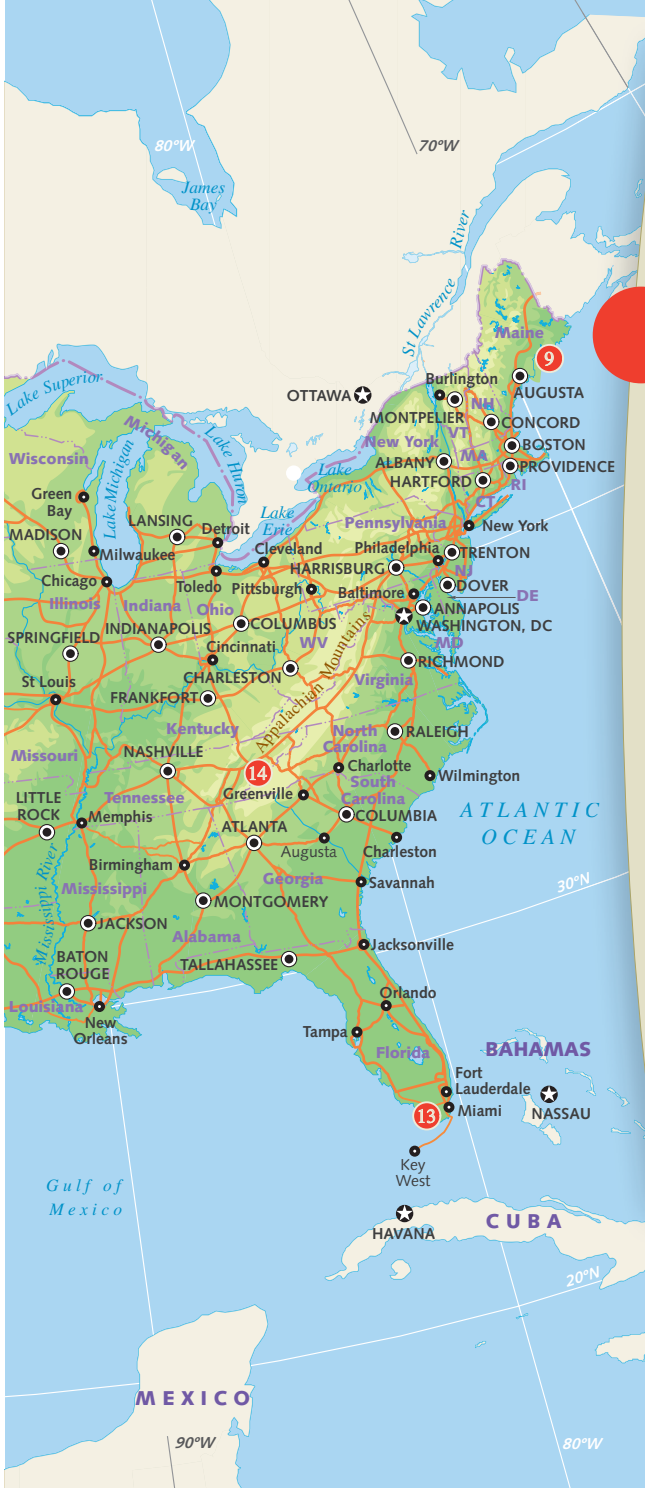 80°W
70°W
James
Bay
St Lawrence River
Maine
9
Lake Superior
OTTAWA
Burlington
AUGUSTA
MONTPELIER
NH
CONCORD
Michigan
Lake Huron
New York
VT
BOSTON
Wisconsin
Lake Michigan
ALBANY
MA
PROVIDENCE
Lake
Ontario
HARTFORD
RI
CT
Green
Bay
Lake
Erie
LANSING
Detroit
Pennsylvania
New York
MADISON
Milwaukee
Cleveland
Philadelphia
TRENTON
HARRISBURG
NJ
Chicago
Toledo
Pittsburgh
Baltimore
DOVER
DE
Illinois
Indiana
Ohio
ANNAPOLIS
INDIANAPOLIS
COLUMBUS
WASHINGTON, DC
SPRINGFIELD
WV
MD
Cincinnati
CHARLESTON
RICHMOND
St Louis
FRANKFORT
Appalachian Mountains
Virginia
Kentucky
North
Carolina
RALEIGH
Missouri
NASHVILLE
14
Charlotte
Wilmington
South
Carolina
Greenville
LITTLE
ROCK
Tennessee
Memphis
COLUMBIA
ATLANTIC
OCEAN
ATLANTA
Augusta
Charleston
Birmingham
Georgia
Savannah
30°N
Mississippi River
Mississippi
MONTGOMERY
JACKSON
Alabama
Jacksonville
BATON
ROUGE
TALLAHASSEE
Louisiana
New
Orleans
Orlando
Tampa
Florida
BAHAMAS
Fort
Lauderdale
NASSAU
13
Miami
Key
West
Gulf of
Mexico
HAVANA
CUBA
20°N
MEXICO
90°W
80°W